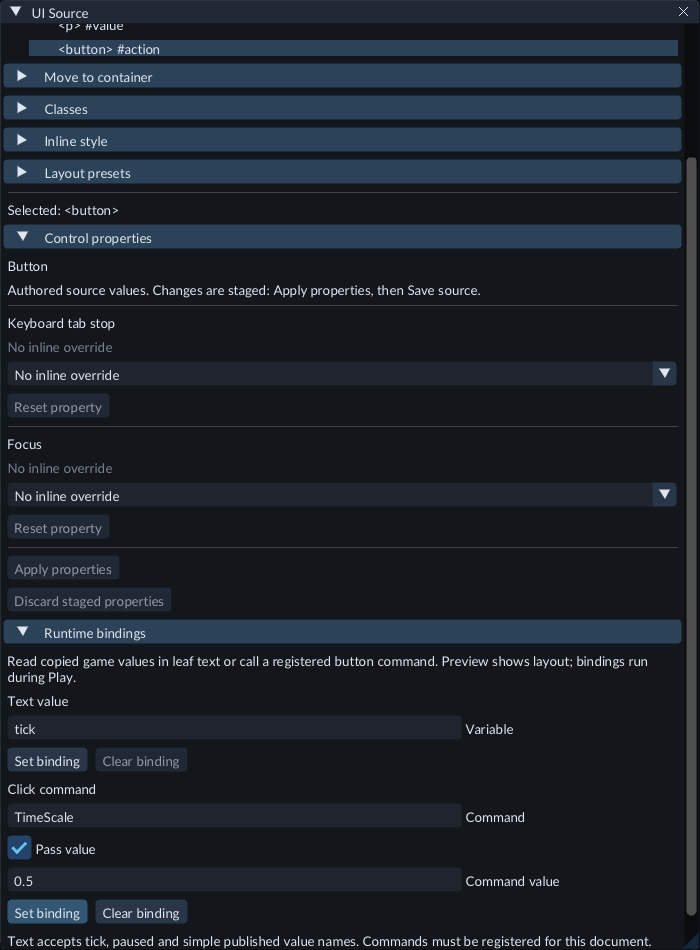 UI Source
<p> #value
<button> #action
Move to container
Classes
Inline style
Layout presets
Selected: <button>
Control properties
Button
Authored source values. Changes are staged: Apply properties, then Save source.
Keyboard tab stop
No inline override
No inline override
Reset property
Focus
No inline override
No inline override
Reset property
Apply properties
Discard staged properties
Runtime bindings
Read copied game values in leaf text or call a registered button command. Preview shows layout; bindings run
during Play.
Text value
tick Variable
Set binding Clear binding
Click command
TimeScale Command
Pass value
0.5 Command value
Set binding Clear binding
Text accepts tick, paused and simple published value names. Commands must be registered for this document.